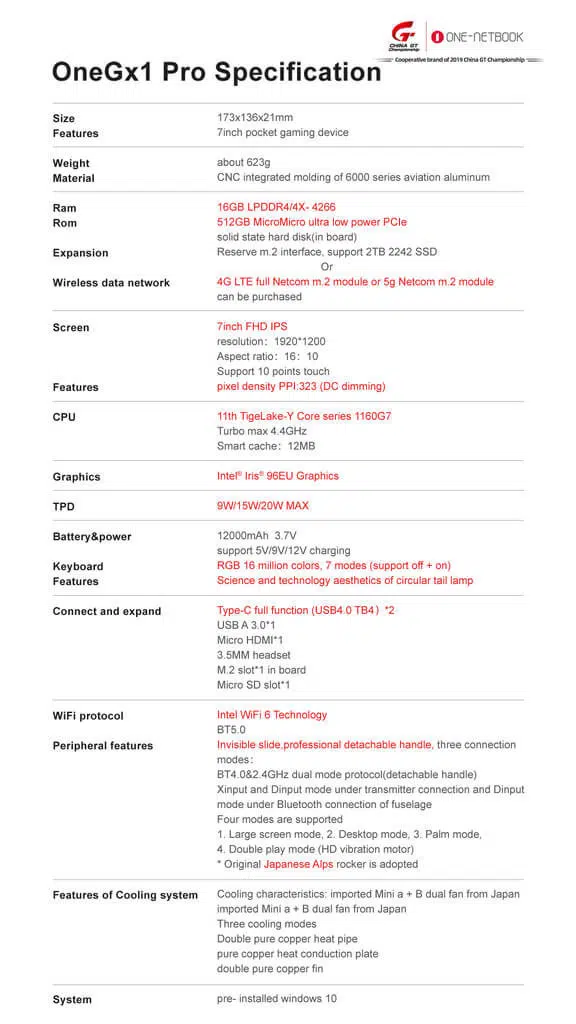 CHINA GT
Championship
ONE-NETBOOK
Cooperative brand of 2019 China GT Championship
OneGx1 Pro Specification
Size 173x136x21mm
Features 7inch pocket gaming device
Weight about 623g
Material CNC integrated molding of 6000 series aviation aluminum
Ram 16GB LPDDR4/4X- 4266
Rom 512GB MicroMicro ultra low power PCIe
solid state hard disk(in board)
Expansion Reserve m.2 interface, support 2TB 2242 SSD
Or
Wireless data network 4G LTE full Netcom m.2 module or 5g Netcom m.2 module
can be purchased
Screen 7inch FHD IPS
resolution：1920*1200
Aspect ratio：16：10
Support 10 points touch
Features pixel density PPI:323 (DC dimming)
CPU 11th TigeLake-Y Core series 1160G7
Turbo max 4.4GHz
Smart cache：12MB
Graphics Intel® Iris® 96EU Graphics
TPD 9W/15W/20W MAX
Battery&power 12000mAh 3.7V
support 5V/9V/12V charging
Keyboard RGB 16 million colors, 7 modes (support off + on)
Features Science and technology aesthetics of circular tail lamp
Connect and expand Type-C full function (USB4.0 TB4）*2
USB A 3.0*1
Micro HDMI*1
3.5MM headset
M.2 slot*1 in board
Micro SD slot*1
WiFi protocol Intel WiFi 6 Technology
BT5.0
Peripheral features Invisible slide,professional detachable handle, three connection
modes：
BT4.0&2.4GHz dual mode protocol(detachable handle)
Xinput and Dinput mode under transmitter connection and Dinput
mode under Bluetooth connection of fuselage
Four modes are supported
1. Large screen mode, 2. Desktop mode, 3. Palm mode,
4. Double play mode (HD vibration motor)
* Original Japanese Alps rocker is adopted
Features of Cooling system Cooling characteristics: imported Mini a + B dual fan from Japan
imported Mini a + B dual fan from Japan
Three cooling modes
Double pure copper heat pipe
pure copper heat conduction plate
double pure copper fin
System pre- installed windows 10